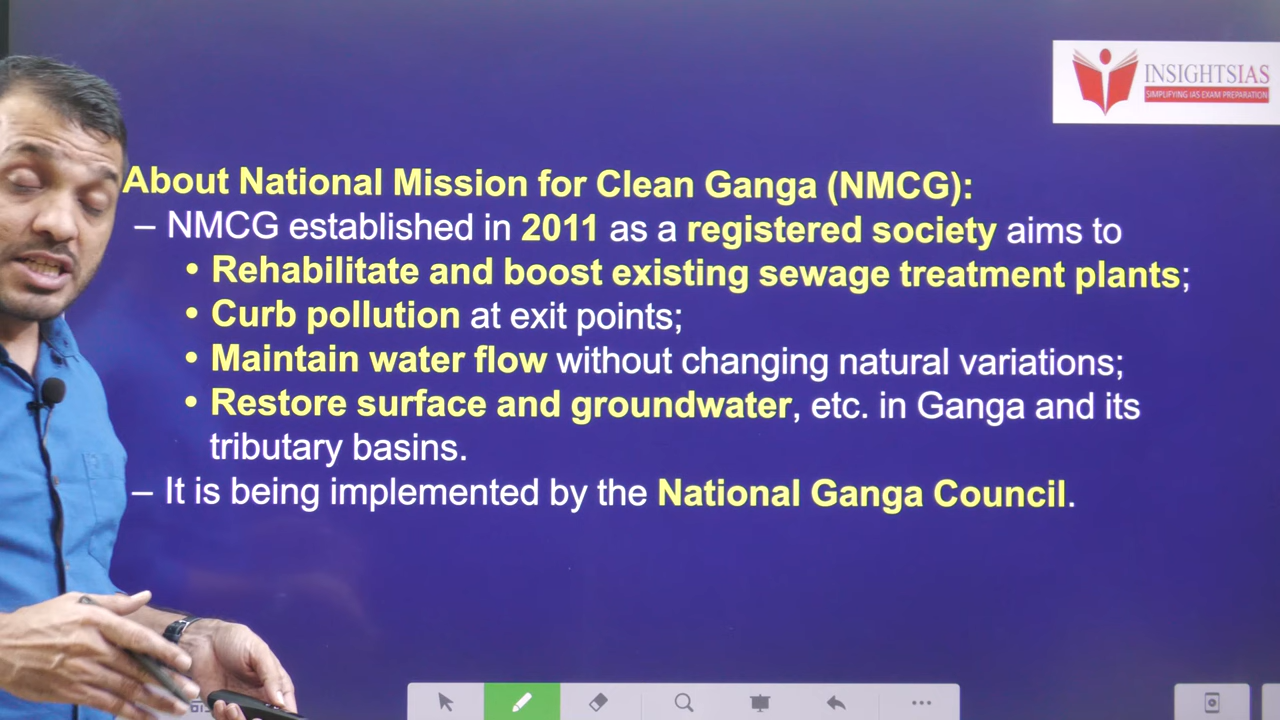 INSIGHTSIAS
SIMPLIFYING IAS EXAM PREPARATION
About National Mission for Clean Ganga (NMCG):
– NMCG established in 2011 as a registered society aims to
• Rehabilitate and boost existing sewage treatment plants;
• Curb pollution at exit points;
• Maintain water flow without changing natural variations;
• Restore surface and groundwater, etc. in Ganga and its
tributary basins.
– It is being implemented by the National Ganga Council.